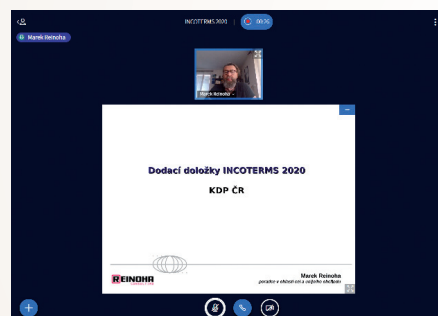 INCOTERMS 2020
00:26
Marek Reinoha
Marek Reinoha
Dodací doložky INCOTERMS 2020
KDP ČR
REINOHA
Marek Reinoha